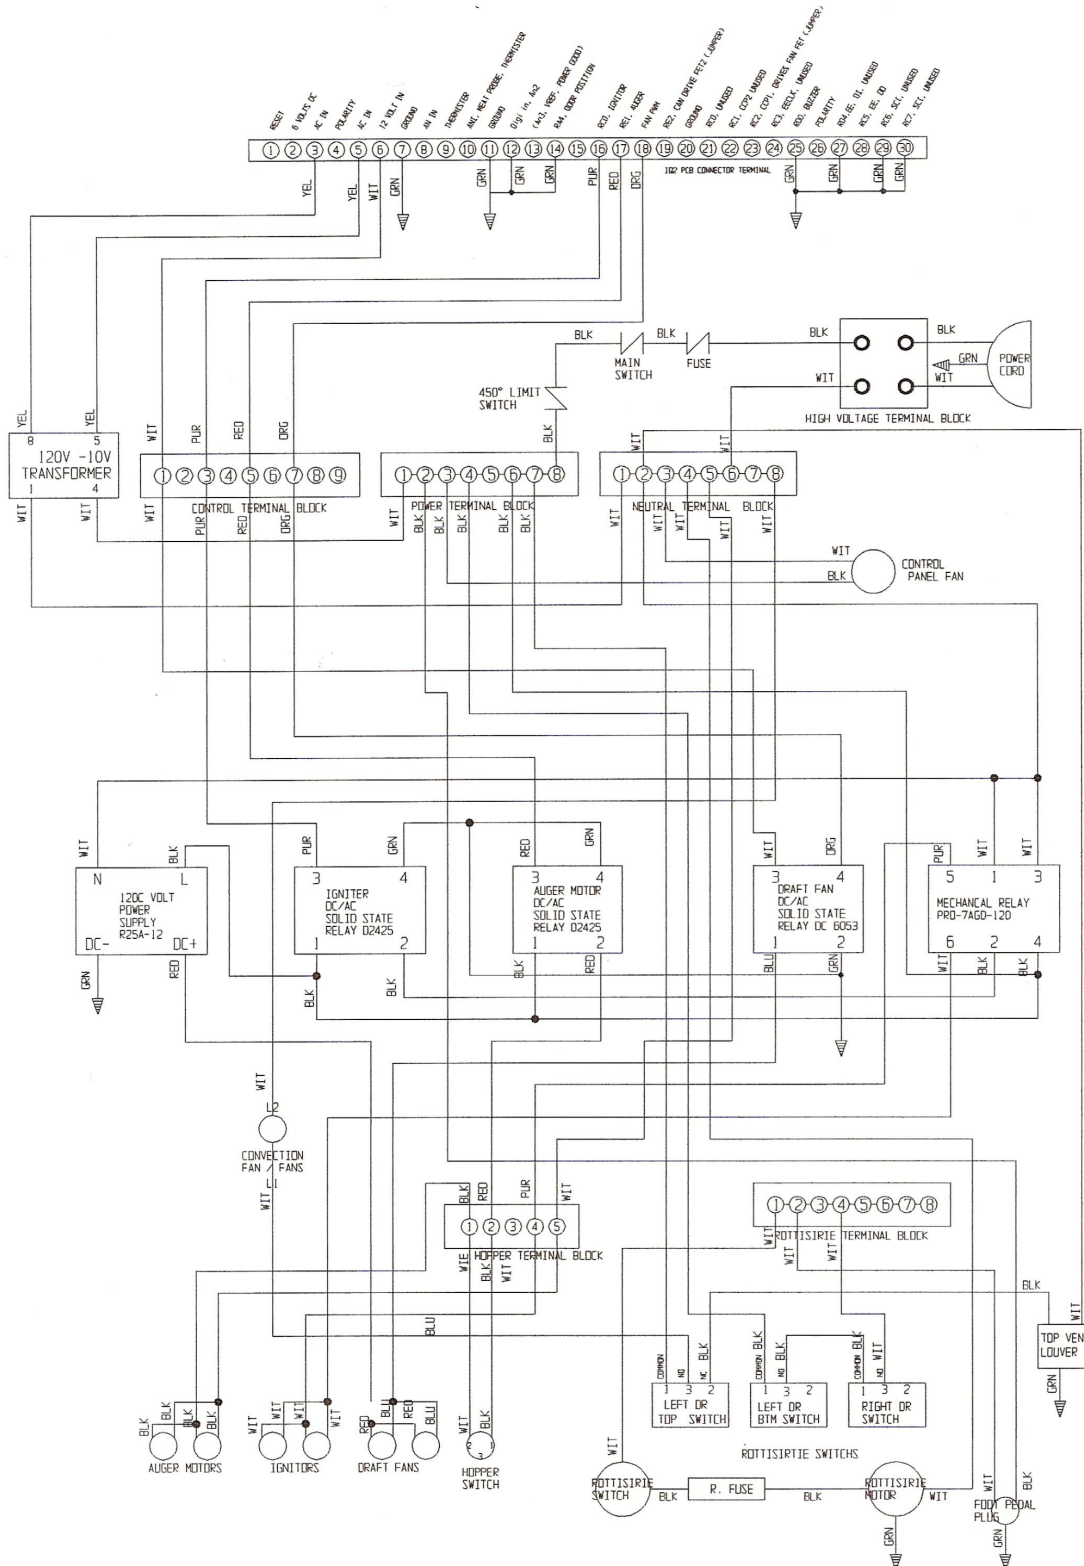 RESET
6 VOLTS DC
AC IN
POLARITY
AC IN
12 VOLT IN
GROUND
AN IN
THERMISTER
AN1, MEAT PROBE, THERMISTER
GROUND
Digi in, An2
(An3, VREF, POWER GOOD)
RA4, DOOR POSITION
RC0, IGNITOR
RE1, AUGER
FAN PWM
RE2, CAN DRIVE FET2 (JUMPER)
GROUND
RC0, UNUSED
RC1, CCP2 UNUSED
RC2, CCP1, DRIVES FAN FET (JUMPER)
RC3, EECLK, UNUSED
RD0, BUZZER
POLARITY
RD4,EE, DI, UNUSED
RC5, EE, DO
RC6, SCI, UNUSED
RC7, SCI, UNUSED
1 2 3 4 5 6 7 8 9 10 11 12 13 14 15 16 17 18 19 20 21 22 23 24 25 26 27 28 29 30
YEL YEL WIT GRN GRN GRN GRN PUR RED ORG GRN GRN GRN GRN
IQ2 PCB CONNECTOR TERMINAL
BLK BLK BLK BLK
MAIN SWITCH
FUSE
GRN
POWER CORD
WIT WIT
450° LIMIT SWITCH
HIGH VOLTAGE TERMINAL BLOCK
YEL YEL WIT PUR RED ORG BLK WIT WIT
8 5
120V -10V
TRANSFORMER
1 4
1 2 3 4 5 6 7 8 9
CONTROL TERMINAL BLOCK
1 2 3 4 5 6 7 8
POWER TERMINAL BLOCK
1 2 3 4 5 6 7 8
NEUTRAL TERMINAL BLOCK
WIT WIT WIT PUR RED ORG WIT BLK BLK BLK BLK BLK WIT WIT WIT WIT WIT
WIT
BLK
CONTROL
PANEL FAN
WIT BLK PUR GRN RED GRN WIT ORG PUR WIT WIT
N L
120C VOLT
POWER
SUPPLY
R25A-12
DC- DC+
3 4
IGNITER
DC/AC
SOLID STATE
RELAY D2425
1 2
3 4
AUGER MOTOR
DC/AC
SOLID STATE
RELAY D2425
1 2
3 4
DRAFT FAN
DC/AC
SOLID STATE
RELAY DC 6053
1 2
5 1 3
MECHANCAL RELAY
PRO-7AGD-120
6 2 4
GRN RED BLK BLK BLK RED BLU GRN WIT BLK BLK
WIT
L2
CONVECTION
FAN / FANS
L1
WIT
BLK RED PUR WIT
1 2 3 4 5
HOPPER TERMINAL BLOCK
WIE BLK WIT
1 2 3 4 5 6 7 8
ROTTISIRIE TERMINAL BLOCK
WIT WIT WIT
BLU
BLK
WIT
TOP VEN
LOUVER
GRN
COMMON NO NC BLK
1 3 2
LEFT DR
TOP SWITCH
COMMON BLK NO BLK
1 3 2
LEFT DR
BTM SWITCH
COMMON BLK NO WIT
1 3 2
RIGHT DR
SWITCH
ROTTISIRTIE SWITCHS
BLK BLK BLK BLK
AUGER MOTORS
WIT WIT WIT WIT
IGNITORS
RED BLU RED BLU
DRAFT FANS
WIT BLK
2 1
3
HOPPER
SWITCH
WIT
ROTTISIRIE
SWITCH
BLK
R. FUSE
BLK
ROTTISIRIE
MOTOR
WIT
GRN
WIT BLK
FOOT PEDAL
PLUG
GRN